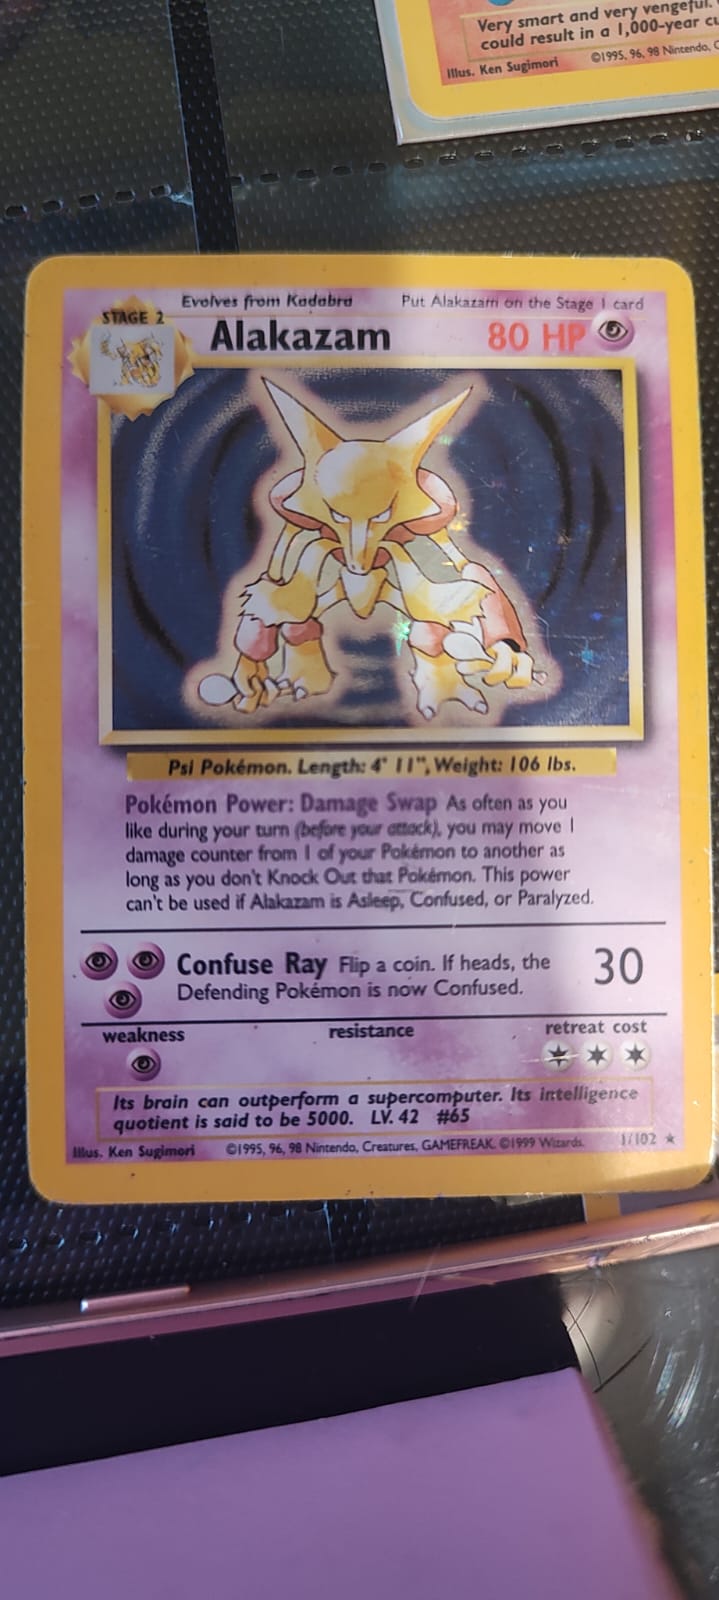 Very smart and very vengeful.
could result in a 1,000-year
Illus. Ken Sugimori ©1995, 96, 98 Nintendo,
Evolves from Kadabra Put Alakazam on the Stage 1 card
STAGE 2
Alakazam 80 HP
Psi Pokémon. Length: 4' 11", Weight: 106 lbs.
Pokémon Power: Damage Swap As often as you
like during your turn (before your attack), you may move 1
damage counter from 1 of your Pokémon to another as
long as you don't Knock Out that Pokémon. This power
can't be used if Alakazam is Asleep, Confused, or Paralyzed.
Confuse Ray Flip a coin. If heads, the
Defending Pokémon is now Confused.
30
weakness resistance retreat cost
Its brain can outperform a supercomputer. Its intelligence
quotient is said to be 5000. LV. 42 #65
Illus. Ken Sugimori ©1995, 96, 98 Nintendo, Creatures, GAMEFREAK. ©1999 Wizards. 1/102 ★